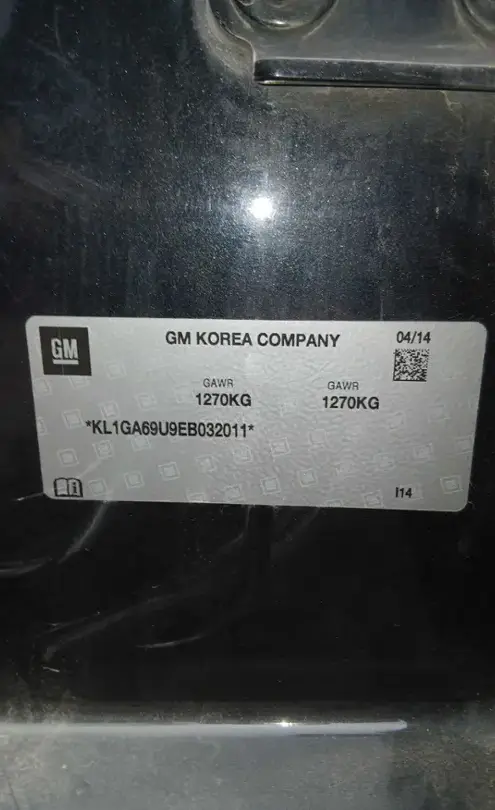 GM
GM KOREA COMPANY
04/14
GAWR
GAWR
1270KG
1270KG
*KL1GA69U9EB032011*
i
I14